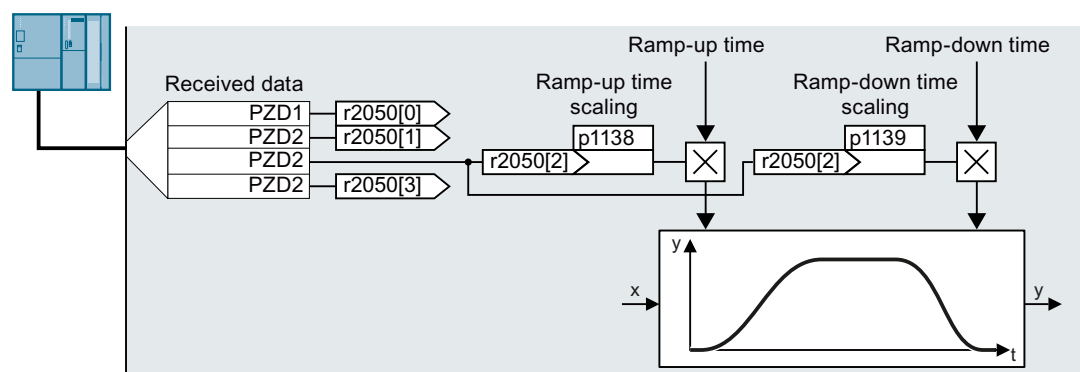 Ramp-up time
Ramp-down time
Received data
Ramp-up time
scaling
Ramp-down time
scaling
PZD1
r2050[0]
PZD2
r2050[1]
p1138
p1139
PZD2
r2050[2]
r2050[2]
PZD2
r2050[3]
y
x
y
t